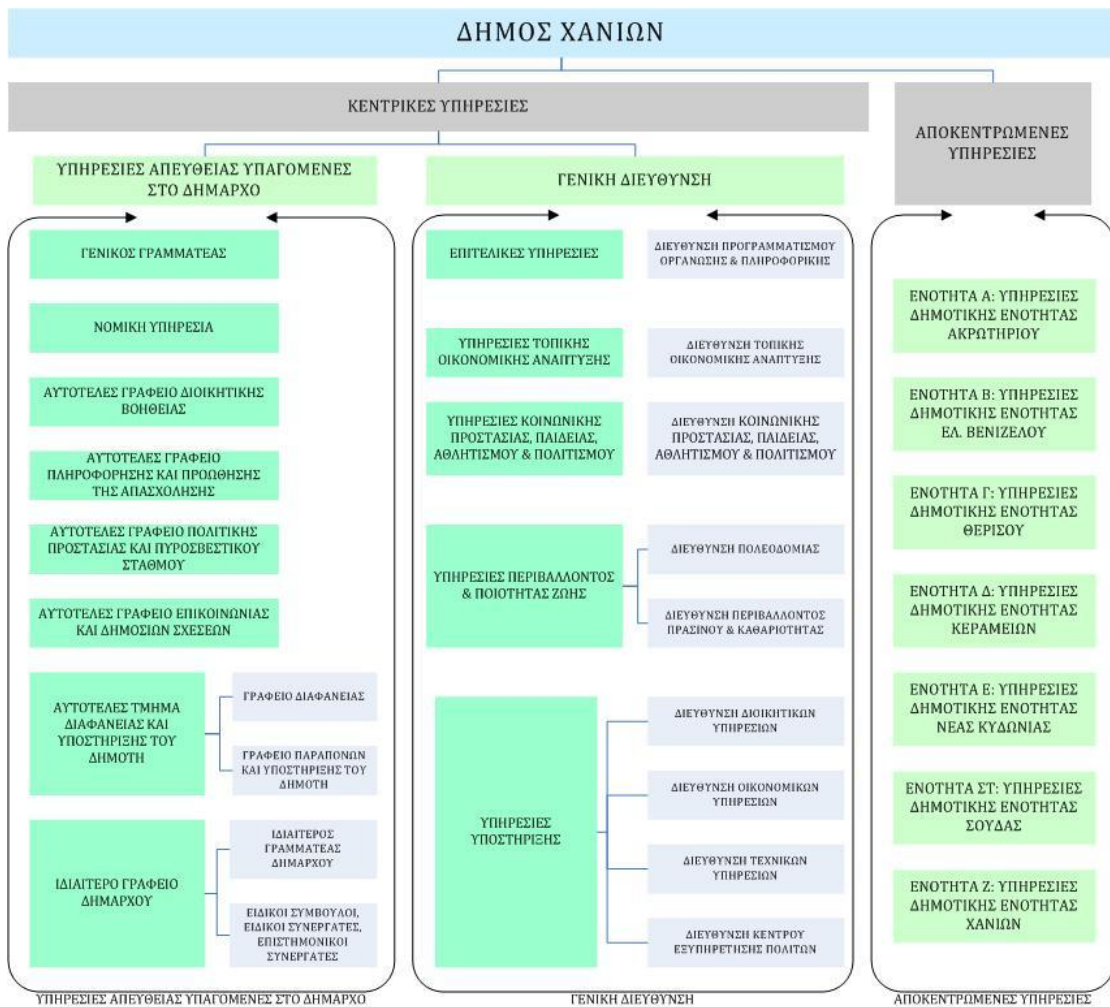 ΔΗΜΟΣ ΧΑΝΙΩΝ
ΚΕΝΤΡΙΚΕΣ ΥΠΗΡΕΣΙΕΣ
ΑΠΟΚΕΝΤΡΩΜΕΝΕΣ
ΥΠΗΡΕΣΙΕΣ
ΥΠΗΡΕΣΙΕΣ ΑΠΕΥΘΕΙΑΣ ΥΠΑΓΟΜΕΝΕΣ
ΣΤΟ ΔΗΜΑΡΧΟ
ΓΕΝΙΚΗ ΔΙΕΥΘΥΝΣΗ
ΓΕΝΙΚΟΣ ΓΡΑΜΜΑΤΕΑΣ
ΝΟΜΙΚΗ ΥΠΗΡΕΣΙΑ
ΑΥΤΟΤΕΛΕΣ ΓΡΑΦΕΙΟ ΔΙΟΙΚΗΤΙΚΗΣ
ΒΟΗΘΕΙΑΣ
ΑΥΤΟΤΕΛΕΣ ΓΡΑΦΕΙΟ
ΠΛΗΡΟΦΟΡΗΣΗΣ ΚΑΙ ΠΡΟΩΘΗΣΗΣ
ΤΗΣ ΑΠΑΣΧΟΛΗΣΗΣ
ΑΥΤΟΤΕΛΕΣ ΓΡΑΦΕΙΟ ΠΟΛΙΤΙΚΗΣ
ΠΡΟΣΤΑΣΙΑΣ ΚΑΙ ΠΥΡΟΣΒΕΣΤΙΚΟΥ
ΣΤΑΘΜΟΥ
ΑΥΤΟΤΕΛΕΣ ΓΡΑΦΕΙΟ ΕΠΙΚΟΙΝΩΝΙΑΣ
ΚΑΙ ΔΗΜΟΣΙΩΝ ΣΧΕΣΕΩΝ
ΑΥΤΟΤΕΛΕΣ ΤΜΗΜΑ
ΔΙΑΦΑΝΕΙΑΣ ΚΑΙ
ΥΠΟΣΤΗΡΙΞΗΣ ΤΟΥ
ΔΗΜΟΤΗ
ΓΡΑΦΕΙΟ ΔΙΑΦΑΝΕΙΑΣ
ΓΡΑΦΕΙΟ ΠΑΡΑΠΟΝΩΝ
ΚΑΙ ΥΠΟΣΤΗΡΙΞΗΣ ΤΟΥ
ΔΗΜΟΤΗ
ΙΔΙΑΙΤΕΡΟ ΓΡΑΦΕΙΟ
ΔΗΜΑΡΧΟΥ
ΙΔΙΑΙΤΕΡΟΣ
ΓΡΑΜΜΑΤΕΑΣ
ΔΗΜΑΡΧΟΥ
ΕΙΔΙΚΟΙ ΣΥΜΒΟΥΛΟΙ,
ΕΙΔΙΚΟΙ ΣΥΝΕΡΓΑΤΕΣ,
ΕΠΙΣΤΗΜΟΝΙΚΟΙ
ΣΥΝΕΡΓΑΤΕΣ
ΥΠΗΡΕΣΙΕΣ ΑΠΕΥΘΕΙΑΣ ΥΠΑΓΟΜΕΝΕΣ ΣΤΟ ΔΗΜΑΡΧΟ
ΕΠΙΤΕΛΙΚΕΣ ΥΠΗΡΕΣΙΕΣ
ΔΙΕΥΘΥΝΣΗ ΠΡΟΓΡΑΜΜΑΤΙΣΜΟΥ
ΟΡΓΑΝΩΣΗΣ & ΠΛΗΡΟΦΟΡΙΚΗΣ
ΥΠΗΡΕΣΙΕΣ ΤΟΠΙΚΗΣ
ΟΙΚΟΝΟΜΙΚΗΣ ΑΝΑΠΤΥΞΗΣ
ΔΙΕΥΘΥΝΣΗ ΤΟΠΙΚΗΣ
ΟΙΚΟΝΟΜΙΚΗΣ ΑΝΑΠΤΥΞΗΣ
ΥΠΗΡΕΣΙΕΣ ΚΟΙΝΩΝΙΚΗΣ
ΠΡΟΣΤΑΣΙΑΣ, ΠΑΙΔΕΙΑΣ,
ΑΘΛΗΤΙΣΜΟΥ & ΠΟΛΙΤΙΣΜΟΥ
ΔΙΕΥΘΥΝΣΗ ΚΟΙΝΩΝΙΚΗΣ
ΠΡΟΣΤΑΣΙΑΣ, ΠΑΙΔΕΙΑΣ,
ΑΘΛΗΤΙΣΜΟΥ & ΠΟΛΙΤΙΣΜΟΥ
ΥΠΗΡΕΣΙΕΣ ΠΕΡΙΒΑΛΛΟΝΤΟΣ
& ΠΟΙΟΤΗΤΑΣ ΖΩΗΣ
ΔΙΕΥΘΥΝΣΗ ΠΟΛΕΟΔΟΜΙΑΣ
ΔΙΕΥΘΥΝΣΗ ΠΕΡΙΒΑΛΛΟΝΤΟΣ
ΠΡΑΣΙΝΟΥ & ΚΑΘΑΡΙΟΤΗΤΑΣ
ΥΠΗΡΕΣΙΕΣ
ΥΠΟΣΤΗΡΙΞΗΣ
ΔΙΕΥΘΥΝΣΗ ΔΙΟΙΚΗΤΙΚΩΝ
ΥΠΗΡΕΣΙΩΝ
ΔΙΕΥΘΥΝΣΗ ΟΙΚΟΝΟΜΙΚΩΝ
ΥΠΗΡΕΣΙΩΝ
ΔΙΕΥΘΥΝΣΗ ΤΕΧΝΙΚΩΝ
ΥΠΗΡΕΣΙΩΝ
ΔΙΕΥΘΥΝΣΗ ΚΕΝΤΡΟΥ
ΕΞΥΠΗΡΕΤΗΣΗΣ ΠΟΛΙΤΩΝ
ΓΕΝΙΚΗ ΔΙΕΥΘΥΝΣΗ
ΕΝΟΤΗΤΑ Α: ΥΠΗΡΕΣΙΕΣ
ΔΗΜΟΤΙΚΗΣ ΕΝΟΤΗΤΑΣ
ΑΚΡΩΤΗΡΙΟΥ
ΕΝΟΤΗΤΑ Β: ΥΠΗΡΕΣΙΕΣ
ΔΗΜΟΤΙΚΗΣ ΕΝΟΤΗΤΑΣ
ΕΛ. ΒΕΝΙΖΕΛΟΥ
ΕΝΟΤΗΤΑ Γ: ΥΠΗΡΕΣΙΕΣ
ΔΗΜΟΤΙΚΗΣ ΕΝΟΤΗΤΑΣ
ΘΕΡΙΣΟΥ
ΕΝΟΤΗΤΑ Δ: ΥΠΗΡΕΣΙΕΣ
ΔΗΜΟΤΙΚΗΣ ΕΝΟΤΗΤΑΣ
ΚΕΡΑΜΕΙΩΝ
ΕΝΟΤΗΤΑ Ε: ΥΠΗΡΕΣΙΕΣ
ΔΗΜΟΤΙΚΗΣ ΕΝΟΤΗΤΑΣ
ΝΕΑΣ ΚΥΔΩΝΙΑΣ
ΕΝΟΤΗΤΑ ΣΤ: ΥΠΗΡΕΣΙΕΣ
ΔΗΜΟΤΙΚΗΣ ΕΝΟΤΗΤΑΣ
ΣΟΥΔΑΣ
ΕΝΟΤΗΤΑ Ζ: ΥΠΗΡΕΣΙΕΣ
ΔΗΜΟΤΙΚΗΣ ΕΝΟΤΗΤΑΣ
ΧΑΝΙΩΝ
ΑΠΟΚΕΝΤΡΩΜΕΝΕΣ ΥΠΗΡΕΣΙΕΣ